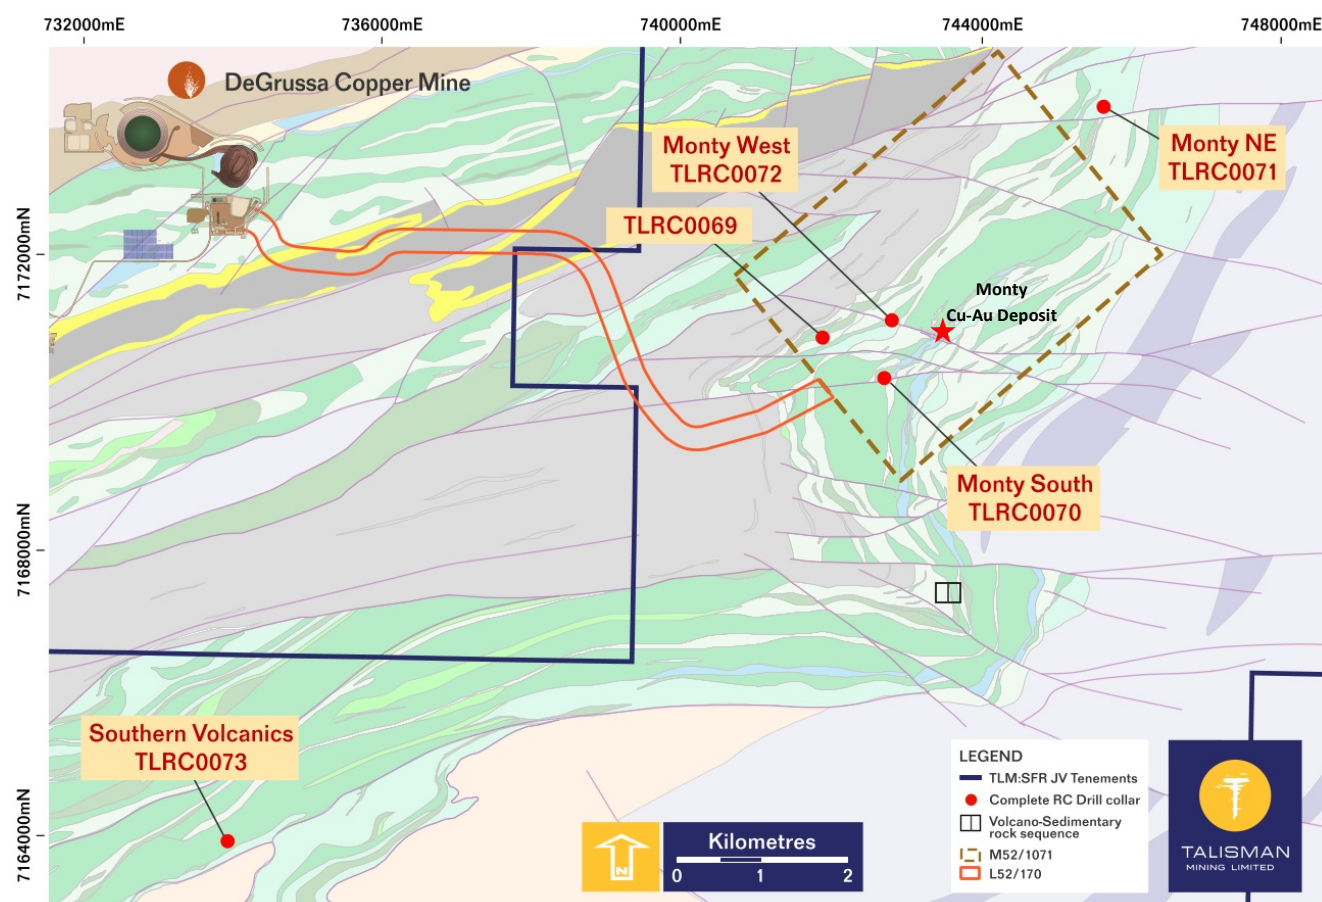 732000mE
736000mE
740000mE
744000mE
748000mE
DeGrussa Copper Mine
Monty West
TLRC0072
Monty NE
TLRC0071
TLRC0069
7172000mN
Monty
Cu-Au Deposit
Monty South
TLRC0070
7168000mN
Southern Volcanics
TLRC0073
7164000mN
Kilometres
0 1 2
N
LEGEND
TLM:SFR JV Tenements
Complete RC Drill collar
Volcano-Sedimentary
rock sequence
M52/1071
L52/170
TALISMAN
MINING LIMITED